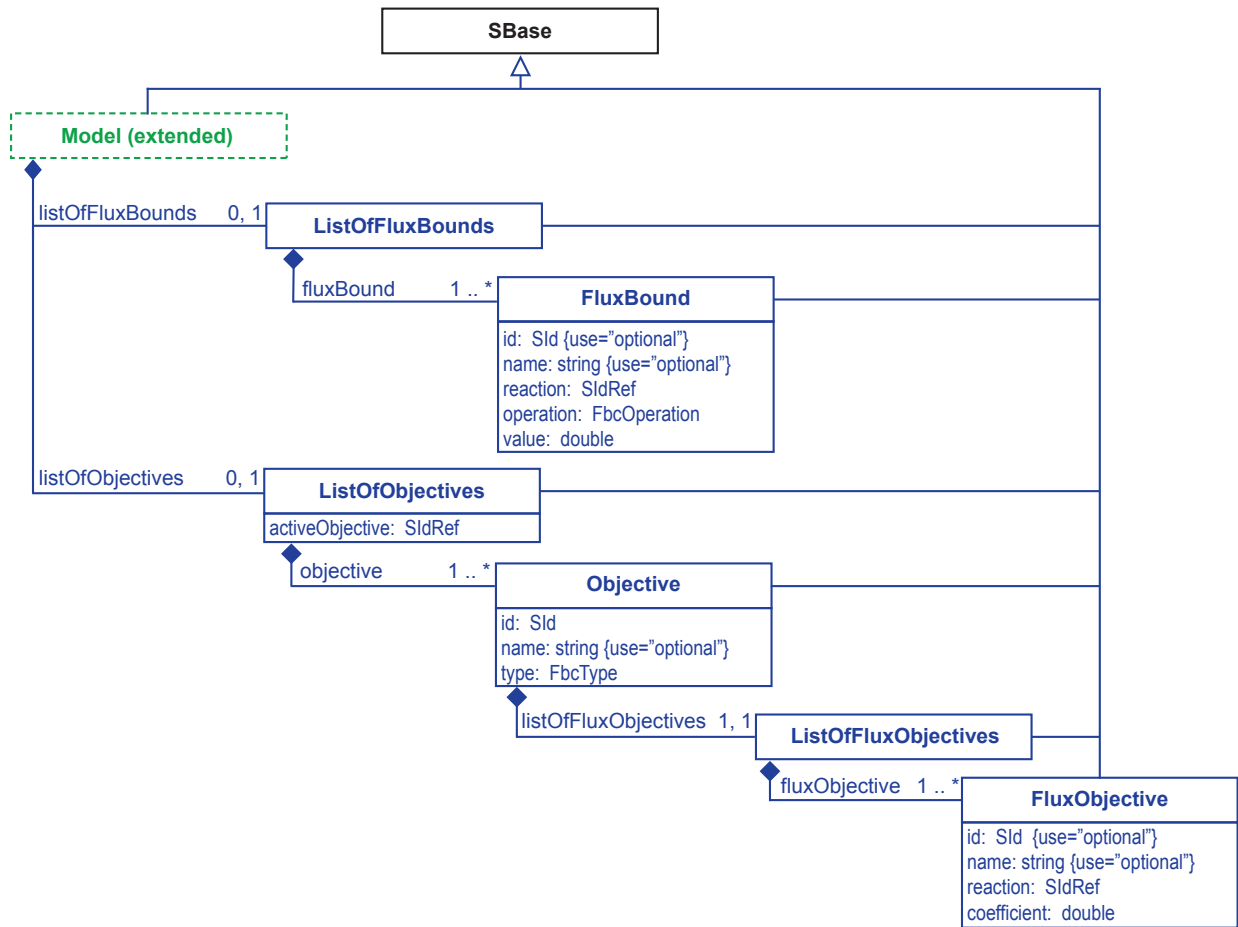 SBase
Model (extended)
listOfFluxBounds 0, 1
ListOfFluxBounds
fluxBound 1 .. *
FluxBound
id: SId {use=”optional”}
name: string {use=”optional”}
reaction: SIdRef
operation: FbcOperation
value: double
listOfObjectives 0, 1
ListOfObjectives
activeObjective: SIdRef
objective 1 .. *
Objective
id: SId
name: string {use=”optional”}
type: FbcType
listOfFluxObjectives 1, 1
ListOfFluxObjectives
fluxObjective 1 .. *
FluxObjective
id: SId {use=”optional”}
name: string {use=”optional”}
reaction: SIdRef
coefficient: double